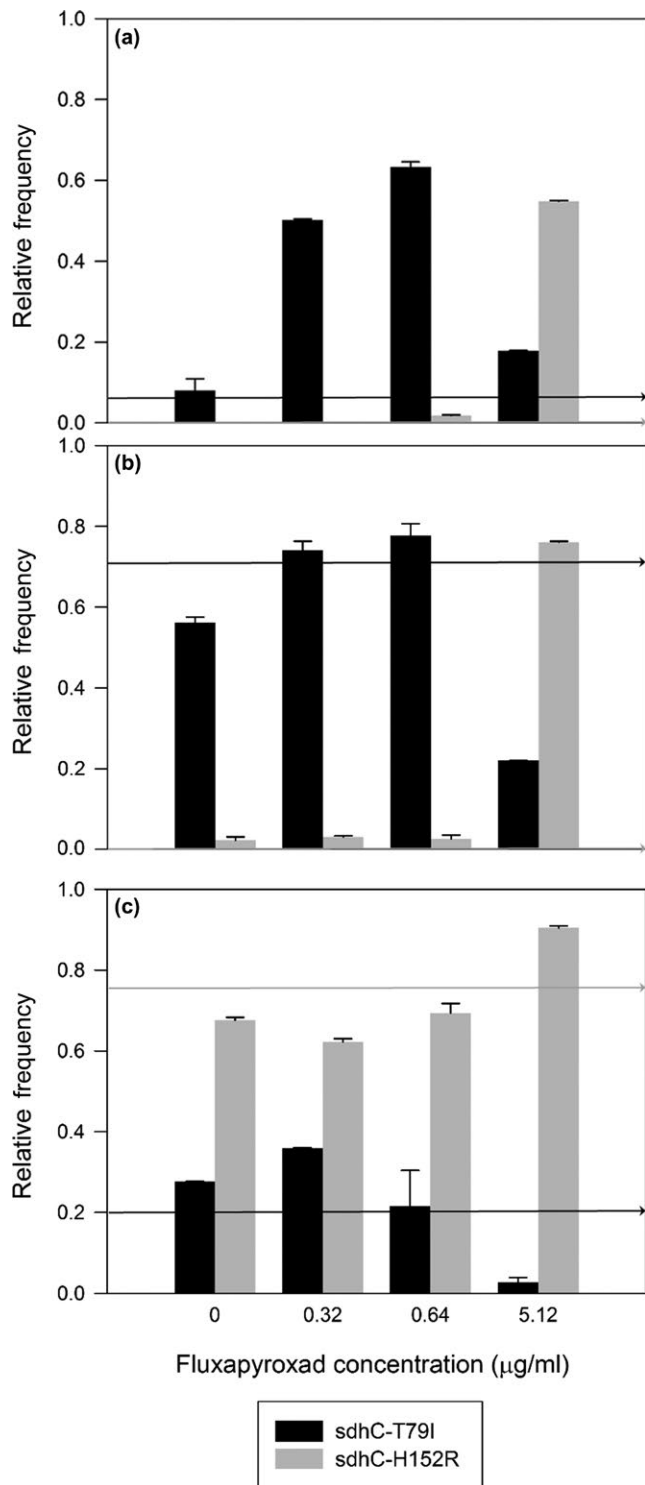 (a)
1.0
0.8
0.6
0.4
0.2
0.0
Relative frequency
(b)
1.0
0.8
0.6
0.4
0.2
0.0
Relative frequency
(c)
1.0
0.8
0.6
0.4
0.2
0.0
Relative frequency
0 0.32 0.64 5.12
Fluxapyroxad concentration (μg/ml)
sdhC-T79I
sdhC-H152R